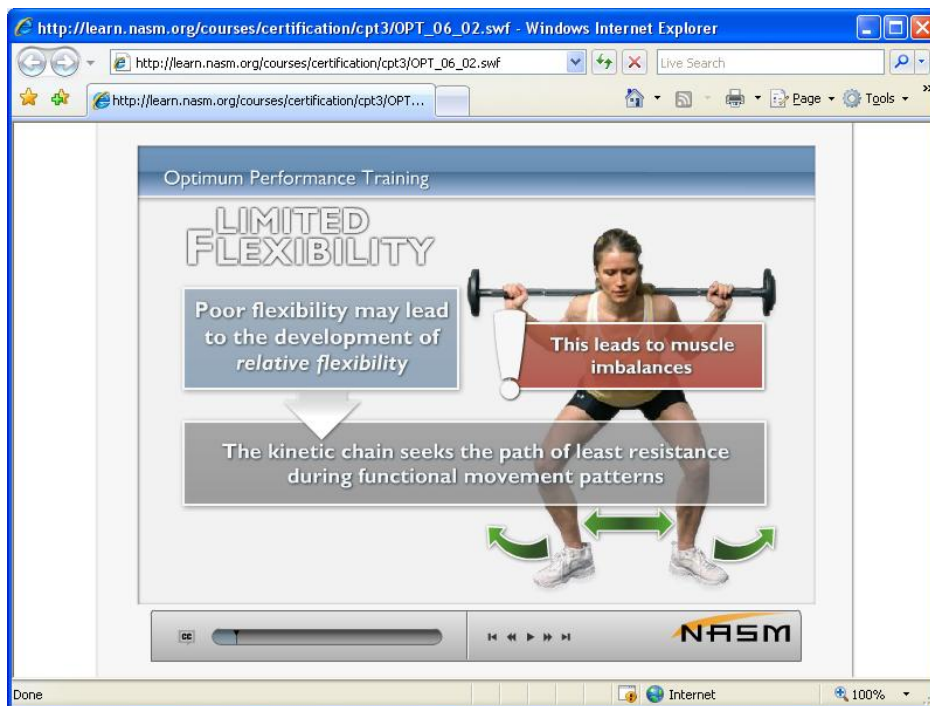 http://learn.nasm.org/courses/certification/cpt3/OPT_06_02.swf - Windows Internet Explorer
http://learn.nasm.org/courses/certification/cpt3/OPT_06_02.swf
Live Search
http://learn.nasm.org/courses/certification/cpt3/OPT...
Page
Tools
»
Optimum Performance Training
LIMITED
FLEXIBILITY
Poor flexibility may lead
to the development of
relative flexibility
!
This leads to muscle
imbalances
The kinetic chain seeks the path of least resistance
during functional movement patterns
CC
NASM
Done
Internet
100%